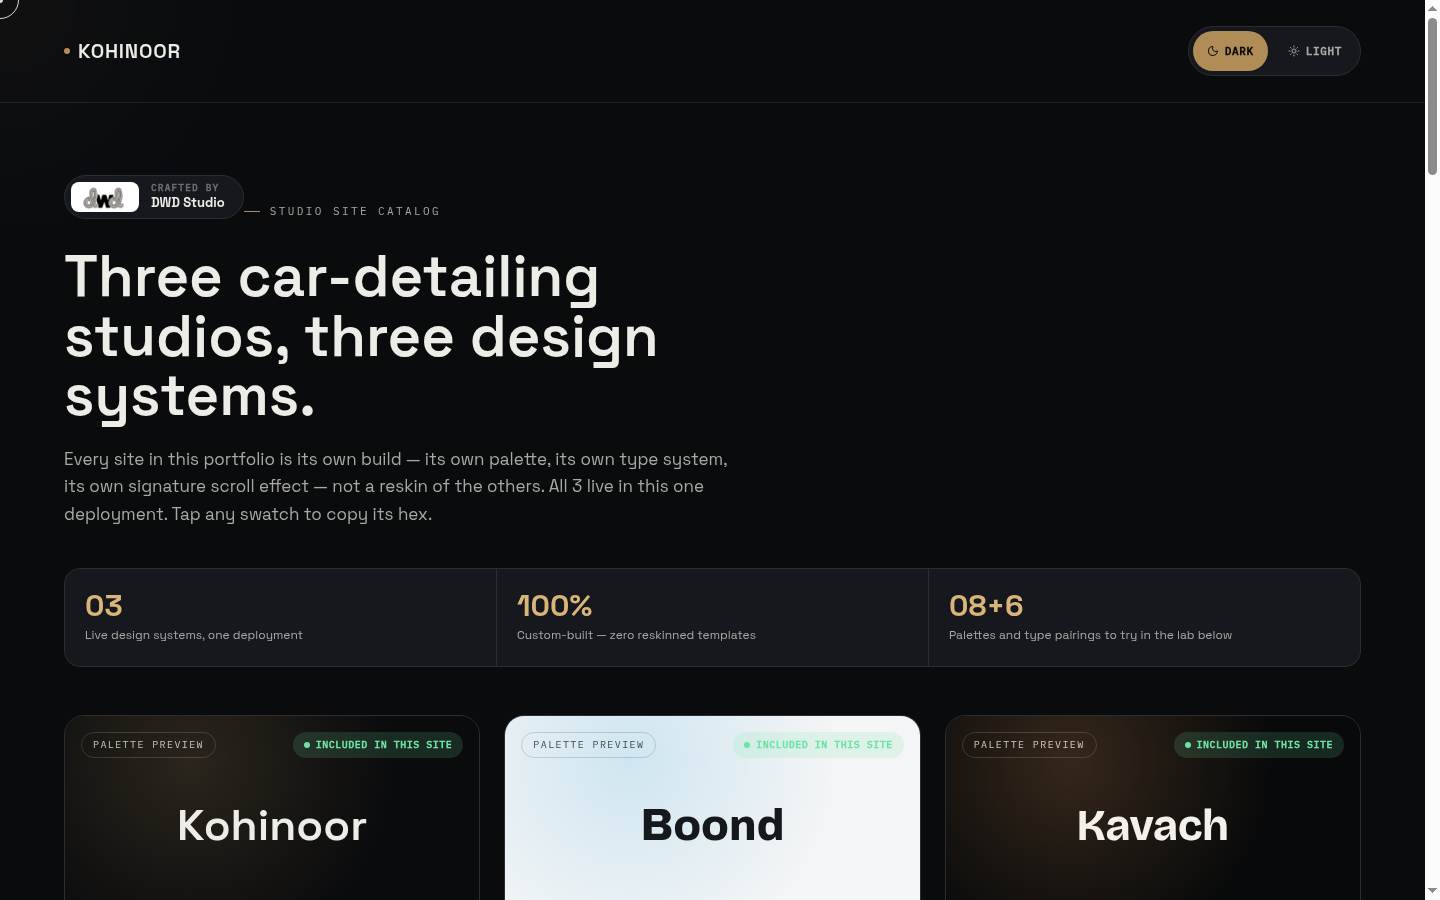 KOHINOOR
DARK
LIGHT
dwd
CRAFTED BY
DWD Studio
STUDIO SITE CATALOG
Three car-detailing
studios, three design
systems.
Every site in this portfolio is its own build — its own palette, its own type system,
its own signature scroll effect — not a reskin of the others. All 3 live in this one
deployment. Tap any swatch to copy its hex.
03
Live design systems, one deployment
100%
Custom-built — zero reskinned templates
08+6
Palettes and type pairings to try in the lab below
PALETTE PREVIEW
INCLUDED IN THIS SITE
Kohinoor
PALETTE PREVIEW
INCLUDED IN THIS SITE
Boond
PALETTE PREVIEW
INCLUDED IN THIS SITE
Kavach